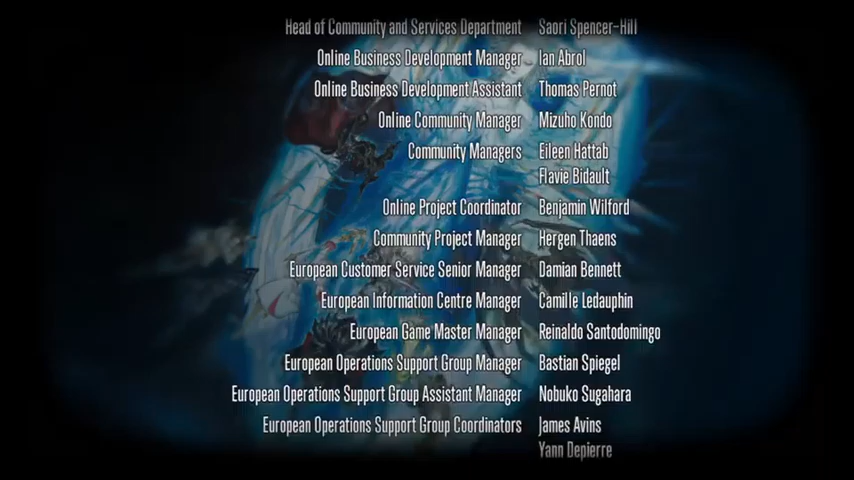 Head of Community and Services Department Saori Spencer-Hill
Online Business Development Manager Ian Abrol
Online Business Development Assistant Thomas Pernot
Online Community Manager Mizuho Kondo
Community Managers Eileen Hattab
Flavie Bidault
Online Project Coordinator Benjamin Wilford
Community Project Manager Hergen Thaens
European Customer Service Senior Manager Damian Bennett
European Information Centre Manager Camille Ledauphin
European Game Master Manager Reinaldo Santodomingo
European Operations Support Group Manager Bastian Spiegel
European Operations Support Group Assistant Manager Nobuko Sugahara
European Operations Support Group Coordinators James Avins
Yann Depierre